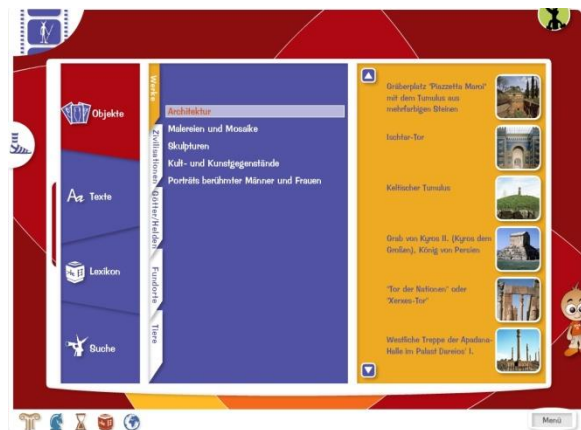 Objekte
Aa Texte
Lexikon
Suche
Werke
Zivilisationen
Götter/Helden
Fundorte
Tiere
Architektur
Malereien und Mosaike
Skulpturen
Kult- und Kunstgegenstände
Porträts berühmter Männer und Frauen
Gräberplatz "Piazzetta Maroi"
mit dem Tumulus aus
mehrfarbigen Steinen
Ischtar-Tor
Keltischer Tumulus
Grab von Kyros II. (Kyros dem
Großen), König von Persien
"Tor der Nationen" oder
"Xerxes-Tor"
Westliche Treppe der Apadana-
Halle im Palast Dareios' I.
Menü